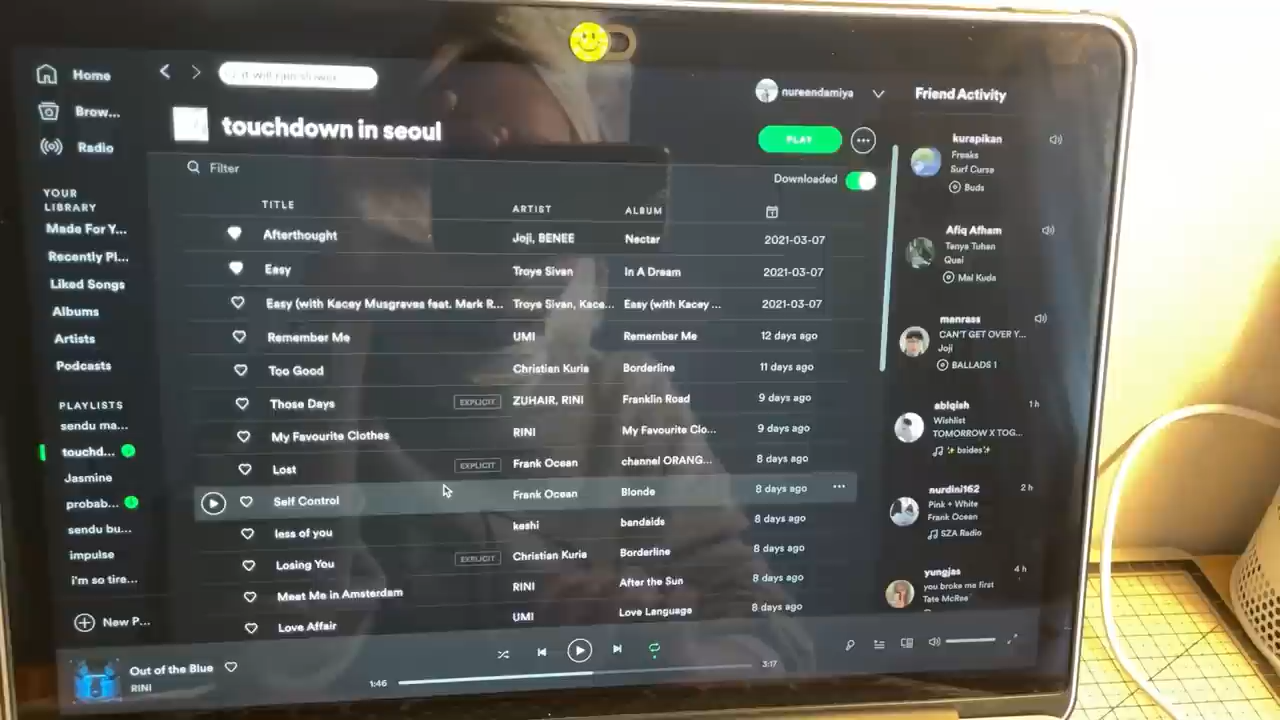 Home
Brow...
Radio
YOUR
LIBRARY
Made For Y...
Recently Pl...
Liked Songs
Albums
Artists
Podcasts
PLAYLISTS
sendu ma...
touchd...
Jasmine
probab...
sendu bu...
impulse
i'm so tire...
New P...
nureendamiya
touchdown in seoul
PLAY
Filter
Downloaded
TITLE ARTIST ALBUM
Afterthought Joji, BENEE Nectar 2021-03-07
Easy Troye Sivan In A Dream 2021-03-07
Easy (with Kacey Musgraves feat. Mark R... Troye Sivan, Kace... Easy (with Kacey ... 2021-03-07
Remember Me UMI Remember Me 12 days ago
Too Good Christian Kuria Borderline 11 days ago
Those Days EXPLICIT ZUHAIR, RINI Franklin Road 9 days ago
My Favourite Clothes RINI My Favourite Clo... 9 days ago
Lost EXPLICIT Frank Ocean channel ORANG... 8 days ago
Self Control Frank Ocean Blonde 8 days ago
less of you keshi bandaids 8 days ago
Losing You EXPLICIT Christian Kuria Borderline 8 days ago
Meet Me in Amsterdam RINI After the Sun 8 days ago
Love Affair UMI Love Language 8 days ago
Friend Activity
kurapikan
Freaks
Surf Curse
Buds
Afiq Afham
Tanya Tuhan
Quai
Mal Kuda
manrass
CAN'T GET OVER Y...
Joji
BALLADS 1
abiqish 1 h
Wishlist
TOMORROW X TOG...
bsides
nurdini162 2 h
Pink + White
Frank Ocean
SZA Radio
yungjas 4 h
you broke me first
Tate McRae
Out of the Blue
RINI
1:46
3:17